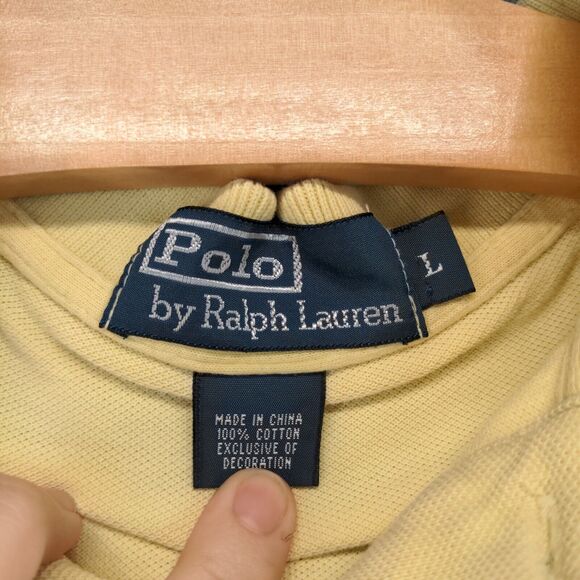 Polo
by Ralph Lauren
L
MADE IN CHINA
100% COTTON
EXCLUSIVE OF
DECORATION